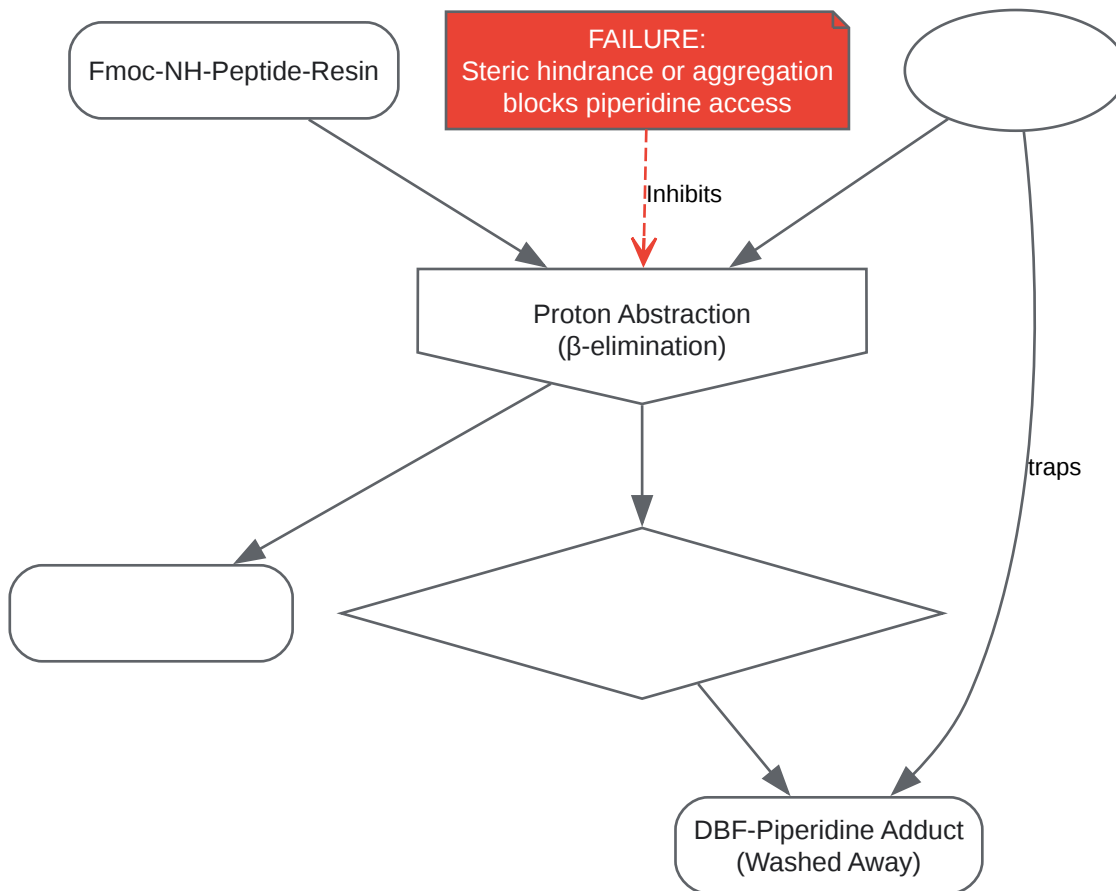 Fmoc-NH-Peptide-Resin
FAILURE:
Steric hindrance or aggregation
blocks piperidine access
Inhibits
Proton Abstraction
(β-elimination)
traps
DBF-Piperidine Adduct
(Washed Away)